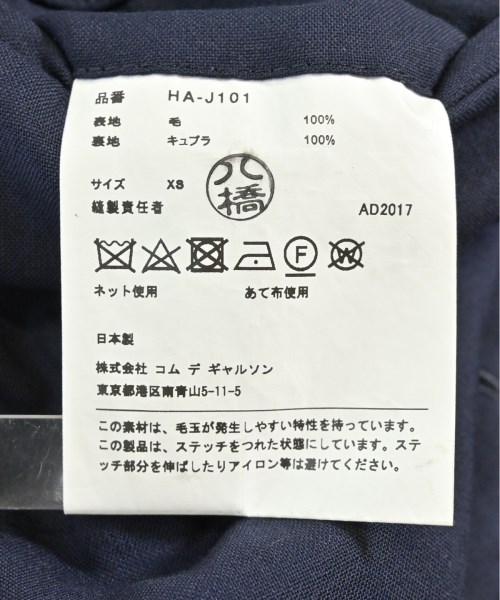 品番 HA-J101
表地 毛 100%
裏地 キュプラ 100%
サイズ XS
八橋
縫製責任者 AD2017
F W
ネット使用 あて布使用
日本製
株式会社 コム デ ギャルソン
東京都港区南青山5-11-5
この素材は、毛玉が発生しやすい特性を持っています。
この製品は、ステッチをつれた状態にしています。ステ
ッチ部分を伸ばしたりアイロン等は避けてください。